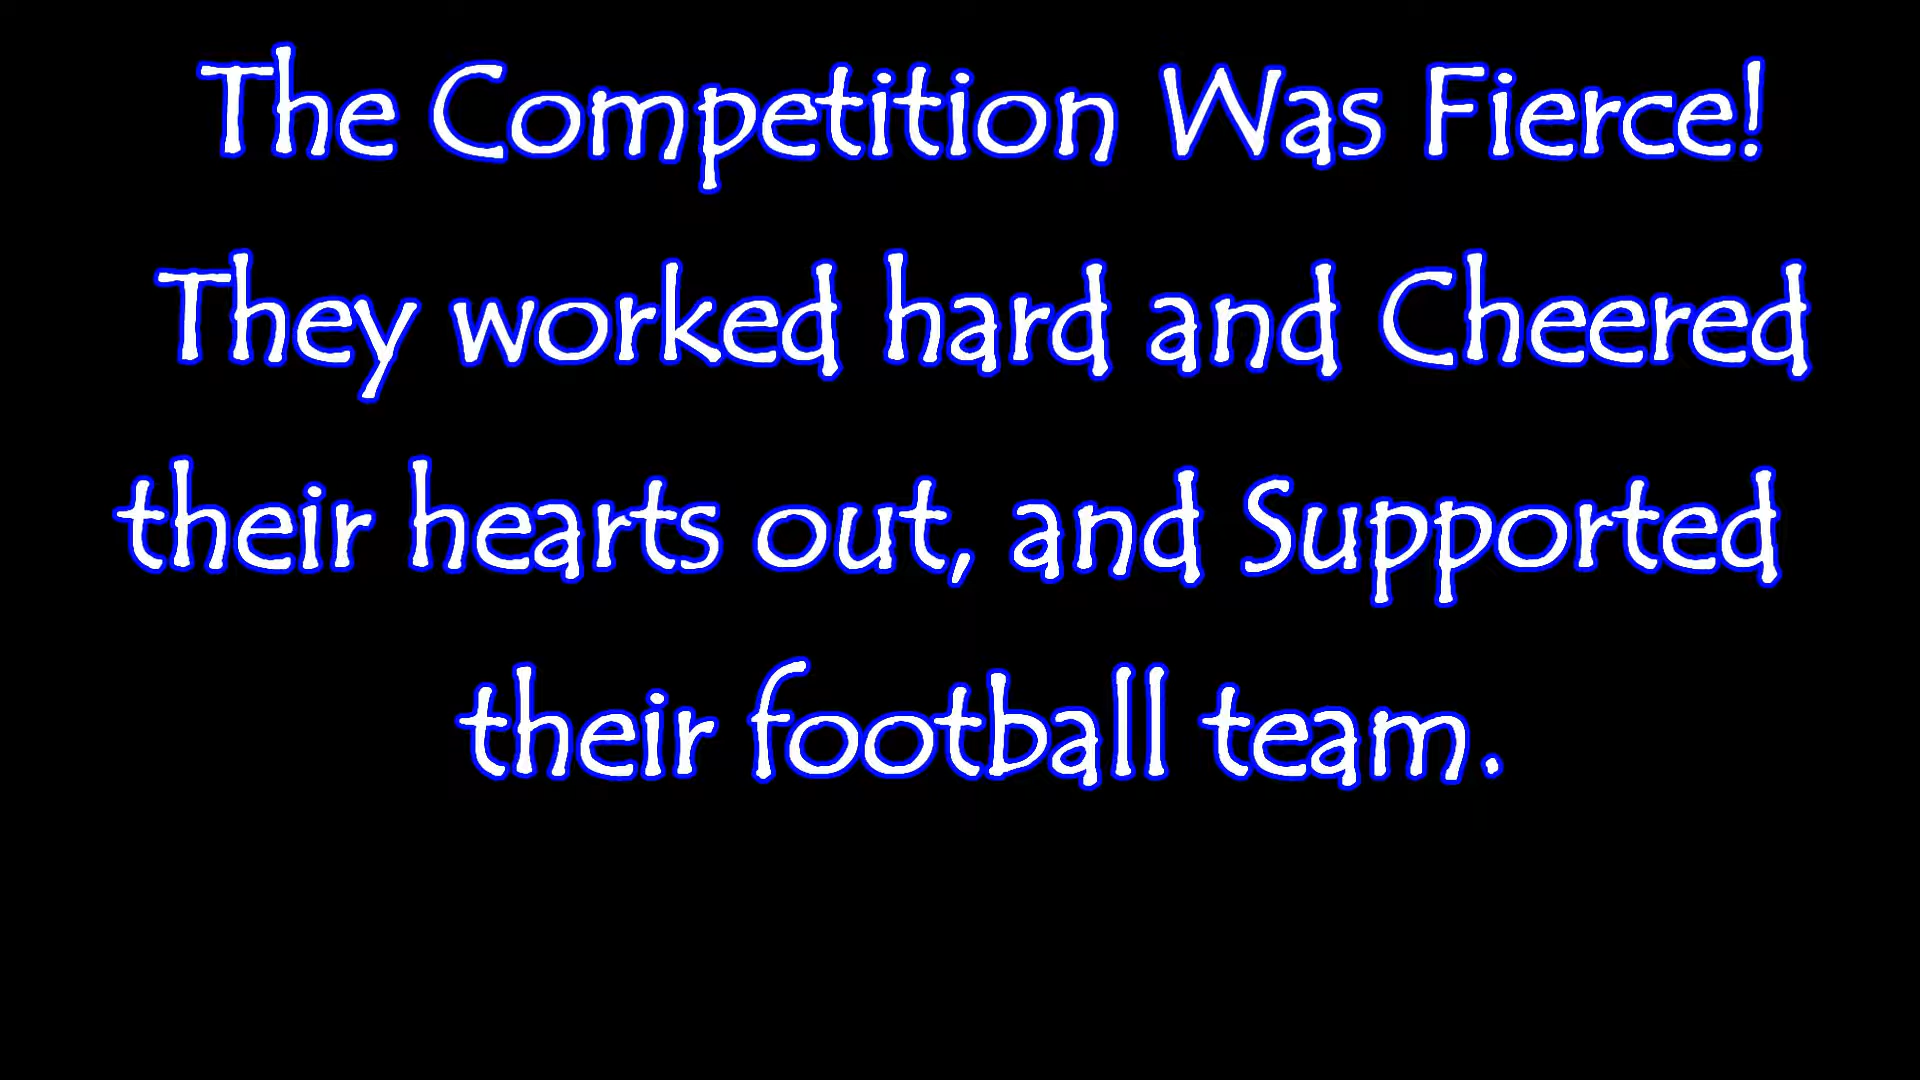 The Competition Was Fierce!
They worked hard and Cheered
their hearts out, and Supported
their football team.